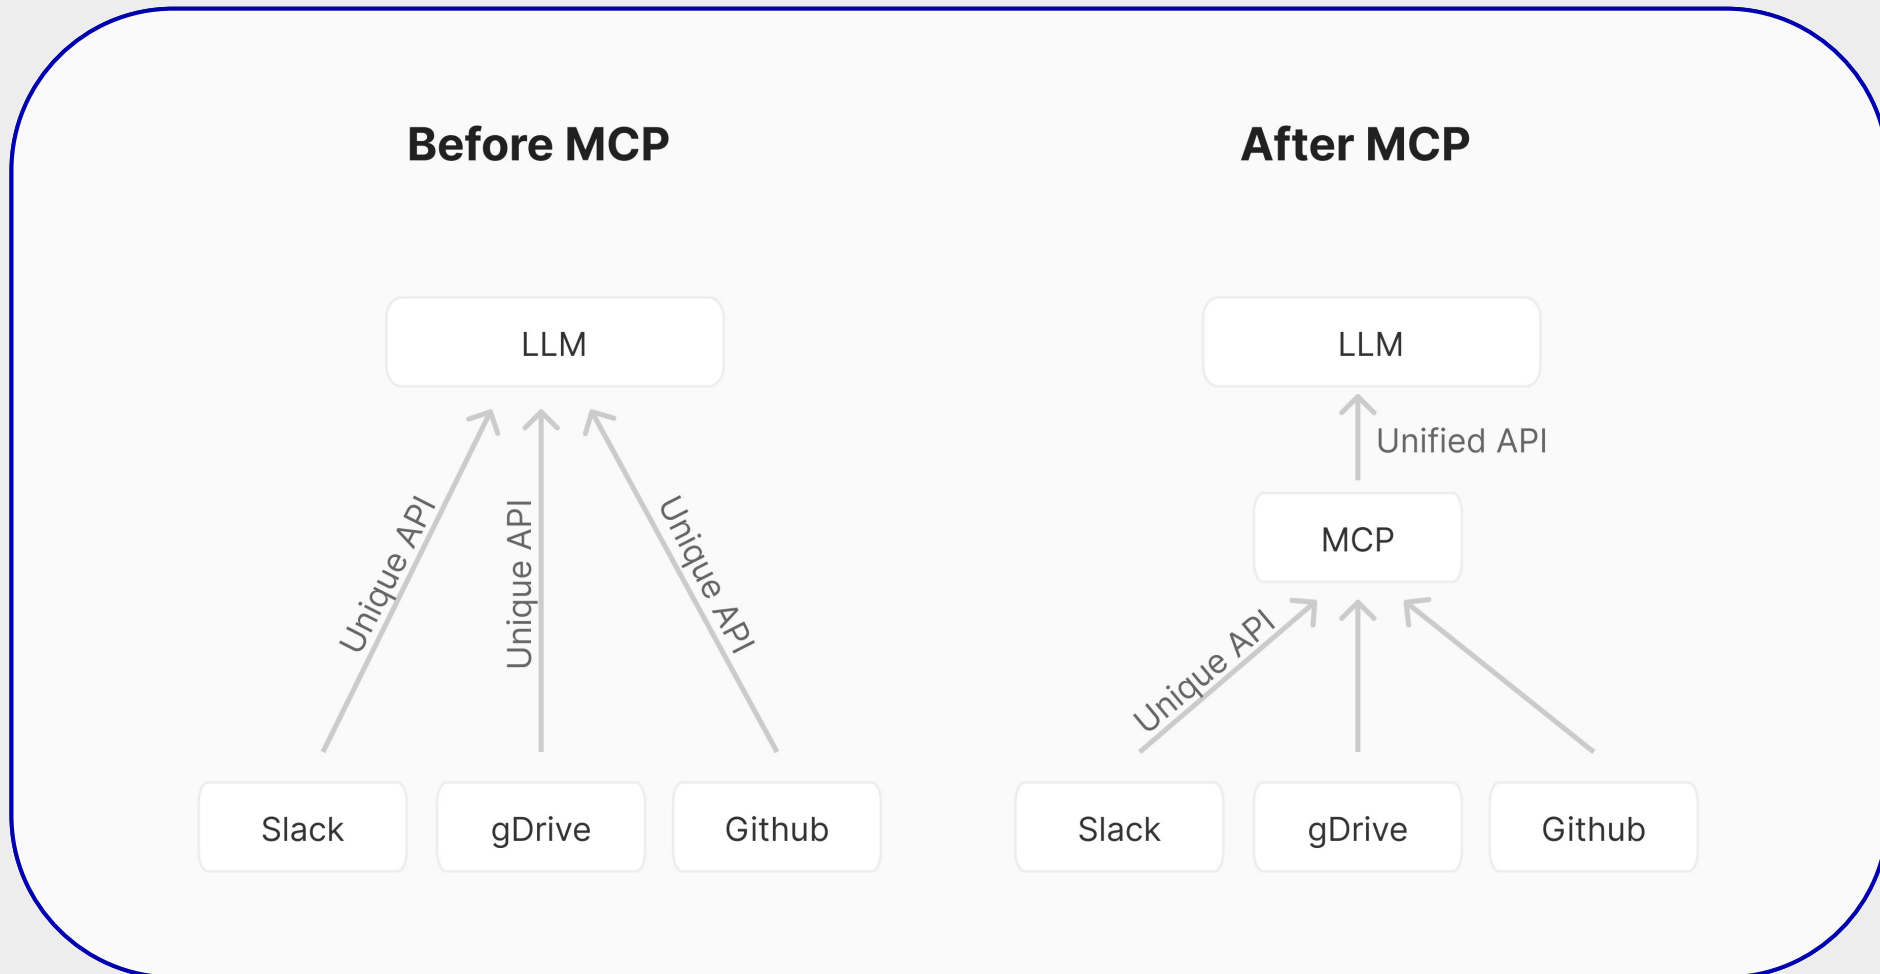 Before MCP
LLM
Unique API
Unique API
Unique API
Slack
gDrive
Github
After MCP
LLM
Unified API
MCP
Unique API
Slack
gDrive
Github